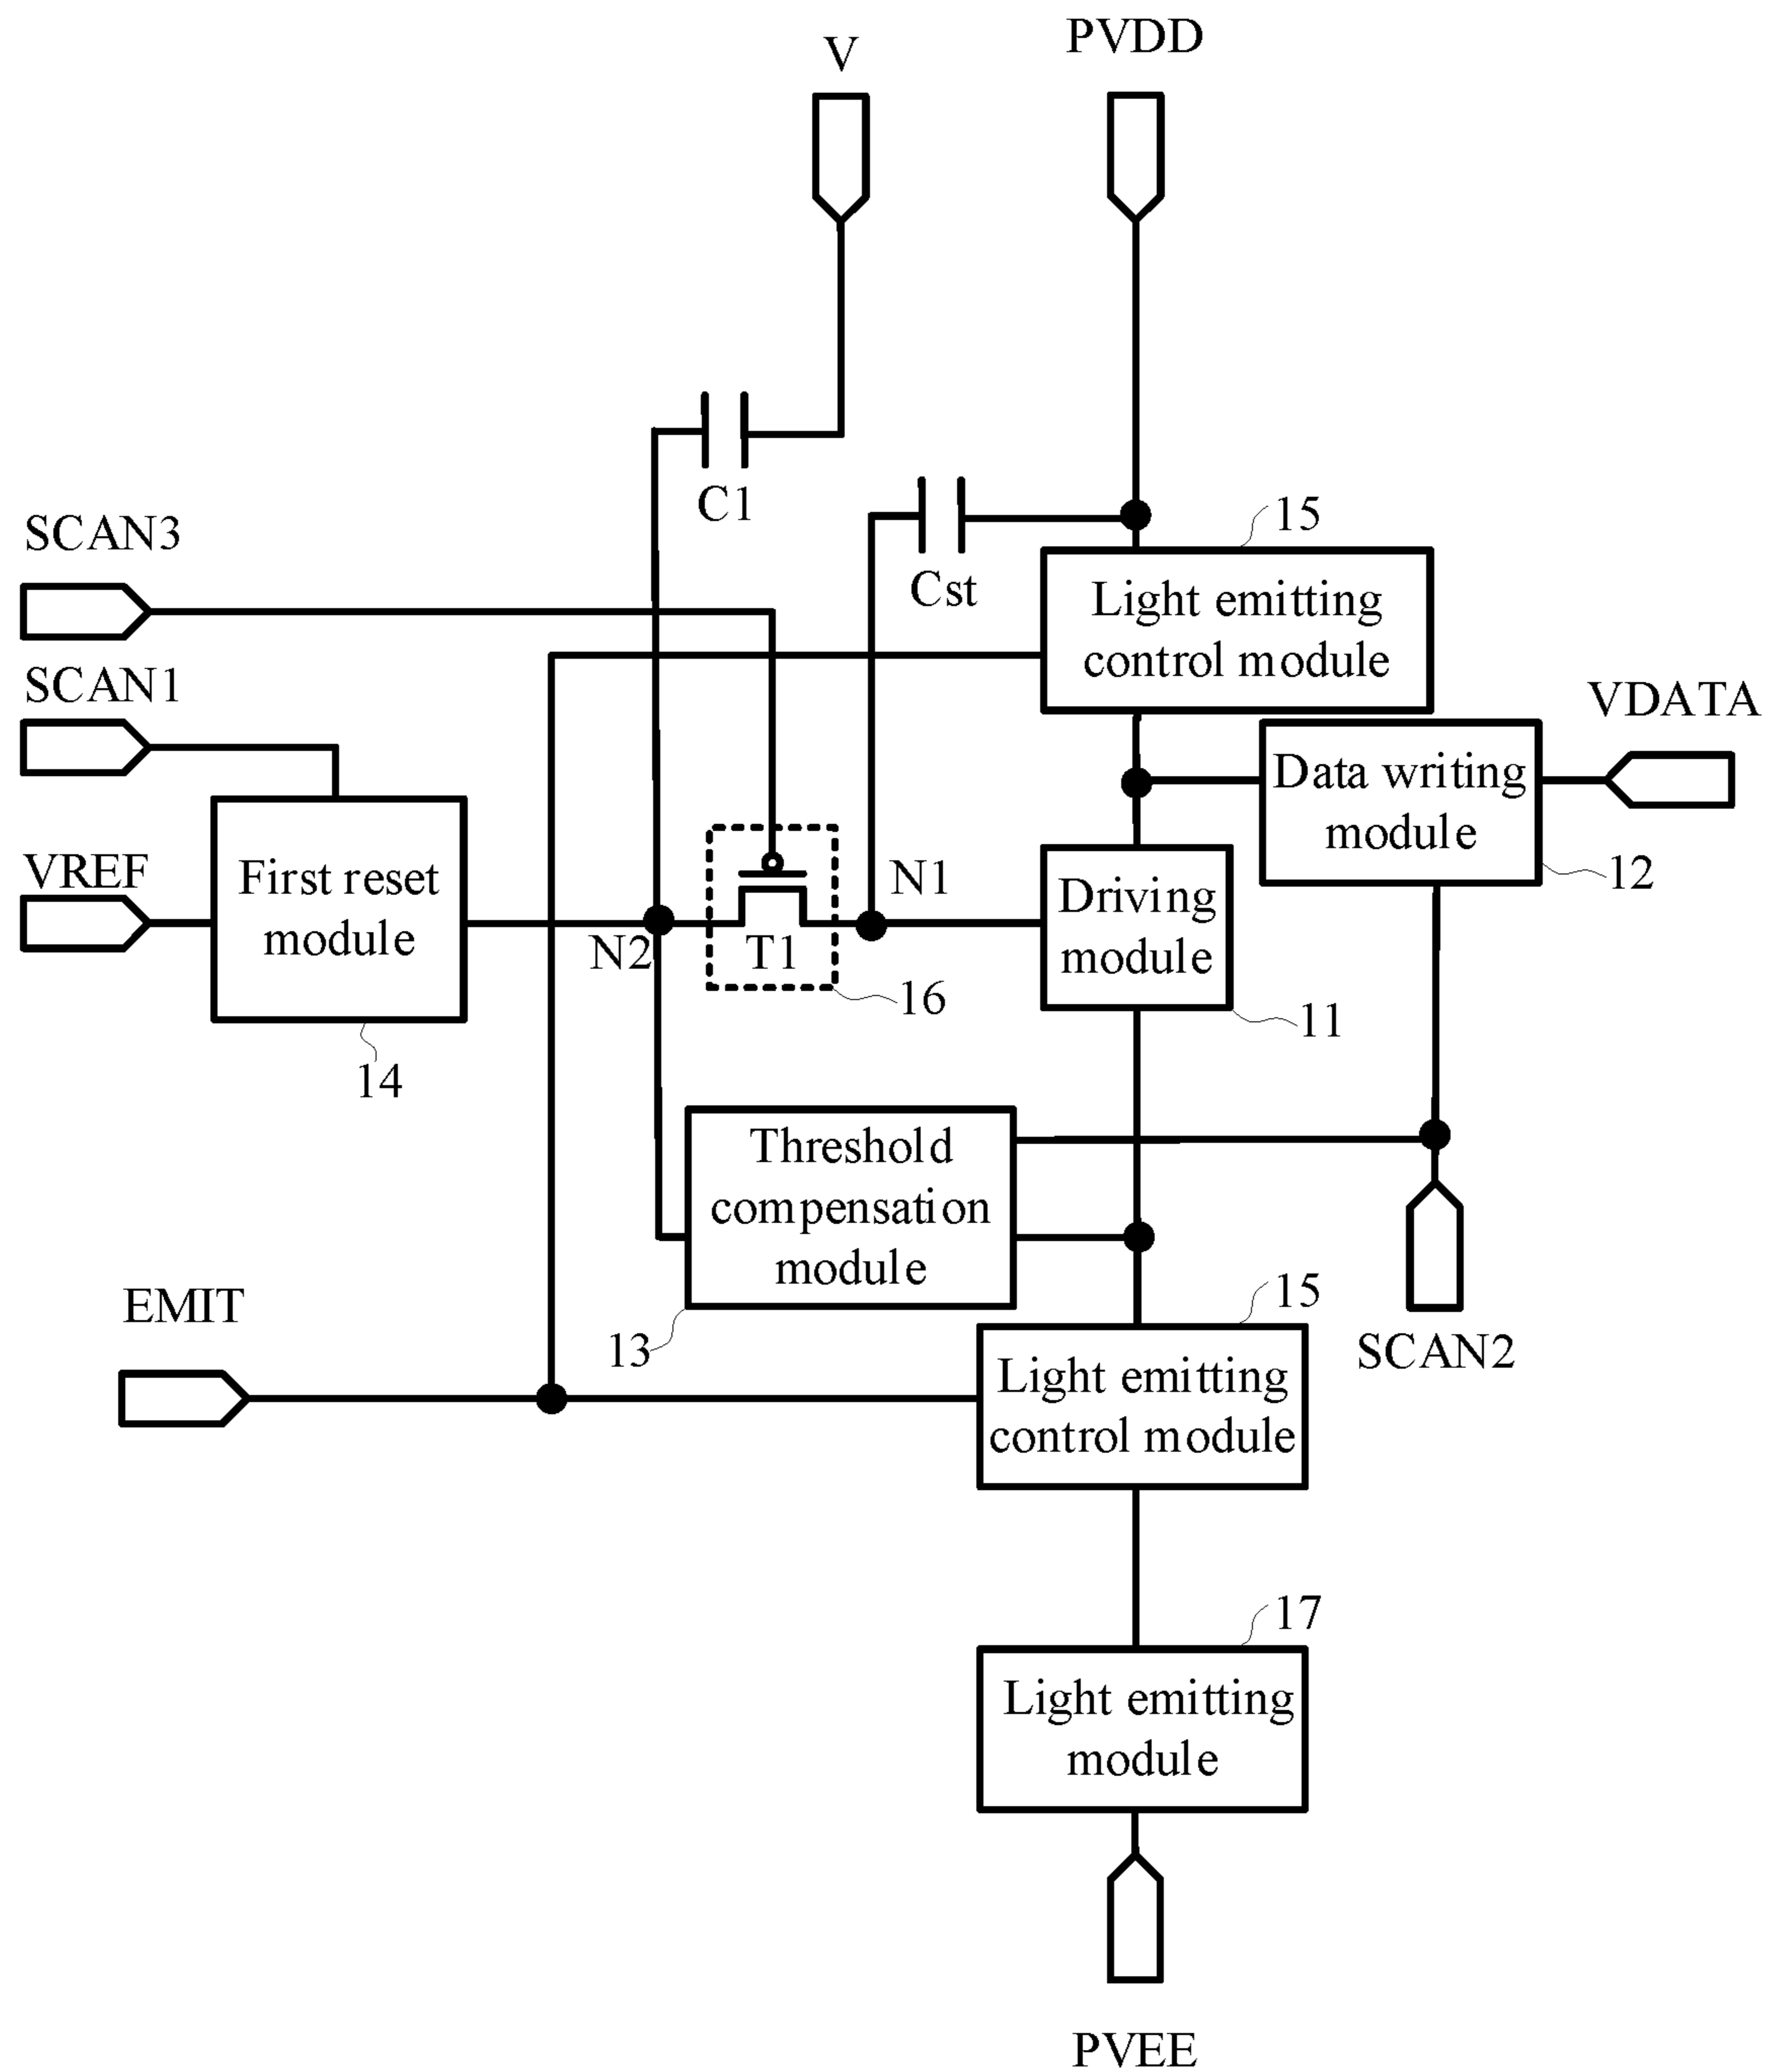 PVDD
V
C1
SCAN3
15
Cst
Light emitting
control module
SCAN1
VDATA
Data writing
module
VREF
First reset
module
N1
12
Driving
module
N2
T1
16
11
14
Threshold
compensation
module
EMIT
15
13
SCAN2
Light emitting
control module
17
Light emitting
module
PVEE